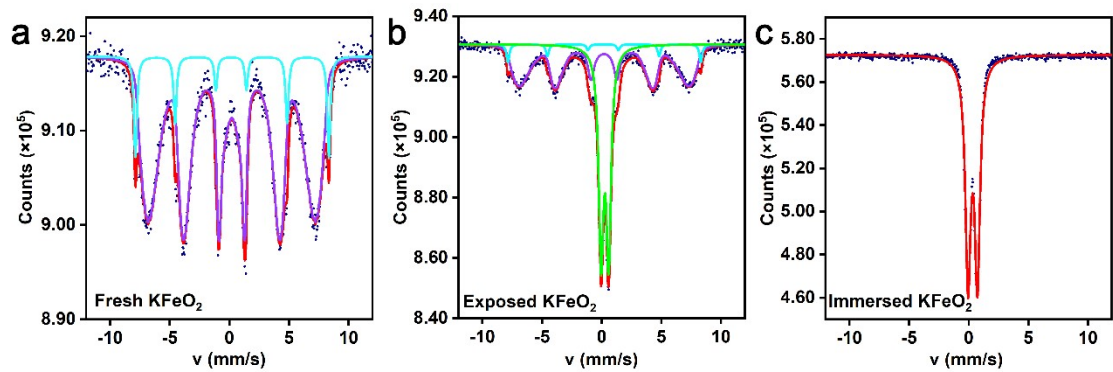 a
Counts (×10⁵)
9.20
9.10
9.00
8.90
Fresh KFeO₂
-10 -5 0 5 10
v (mm/s)
b
Counts (×10⁵)
9.40
9.20
9.00
8.80
8.60
8.40
Exposed KFeO₂
-10 -5 0 5 10
v (mm/s)
c
Counts (×10⁵)
5.80
5.60
5.40
5.20
5.00
4.80
4.60
Immersed KFeO₂
-10 -5 0 5 10
v (mm/s)